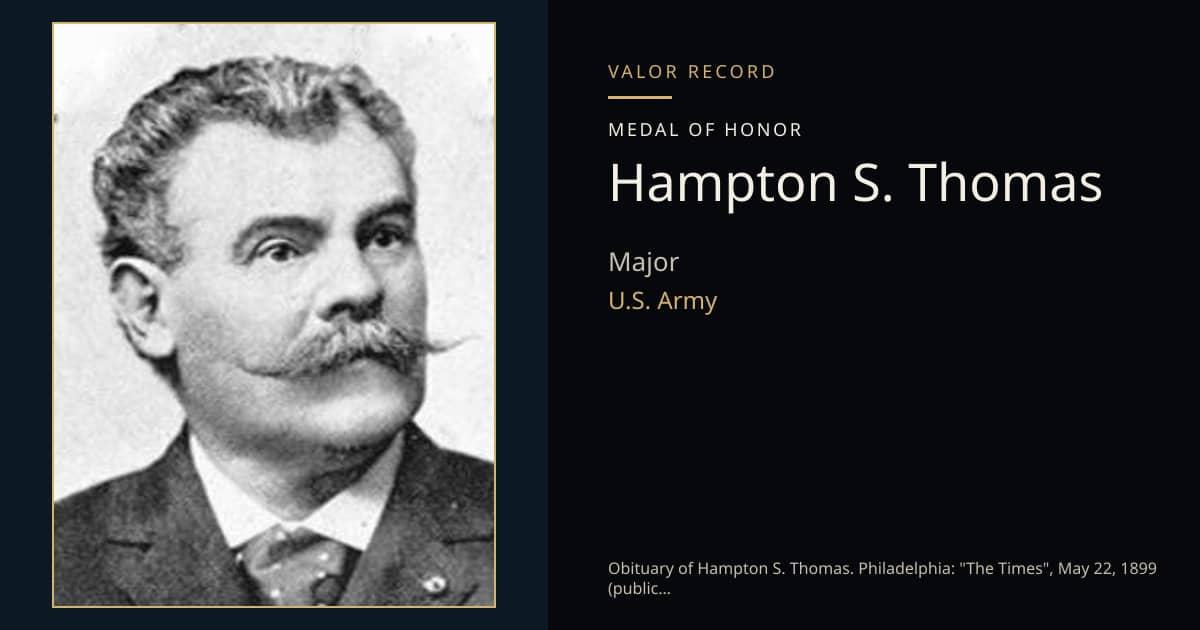 VALOR RECORD
MEDAL OF HONOR
Hampton S. Thomas
Major
U.S. Army
Obituary of Hampton S. Thomas. Philadelphia: "The Times", May 22, 1899
(public...